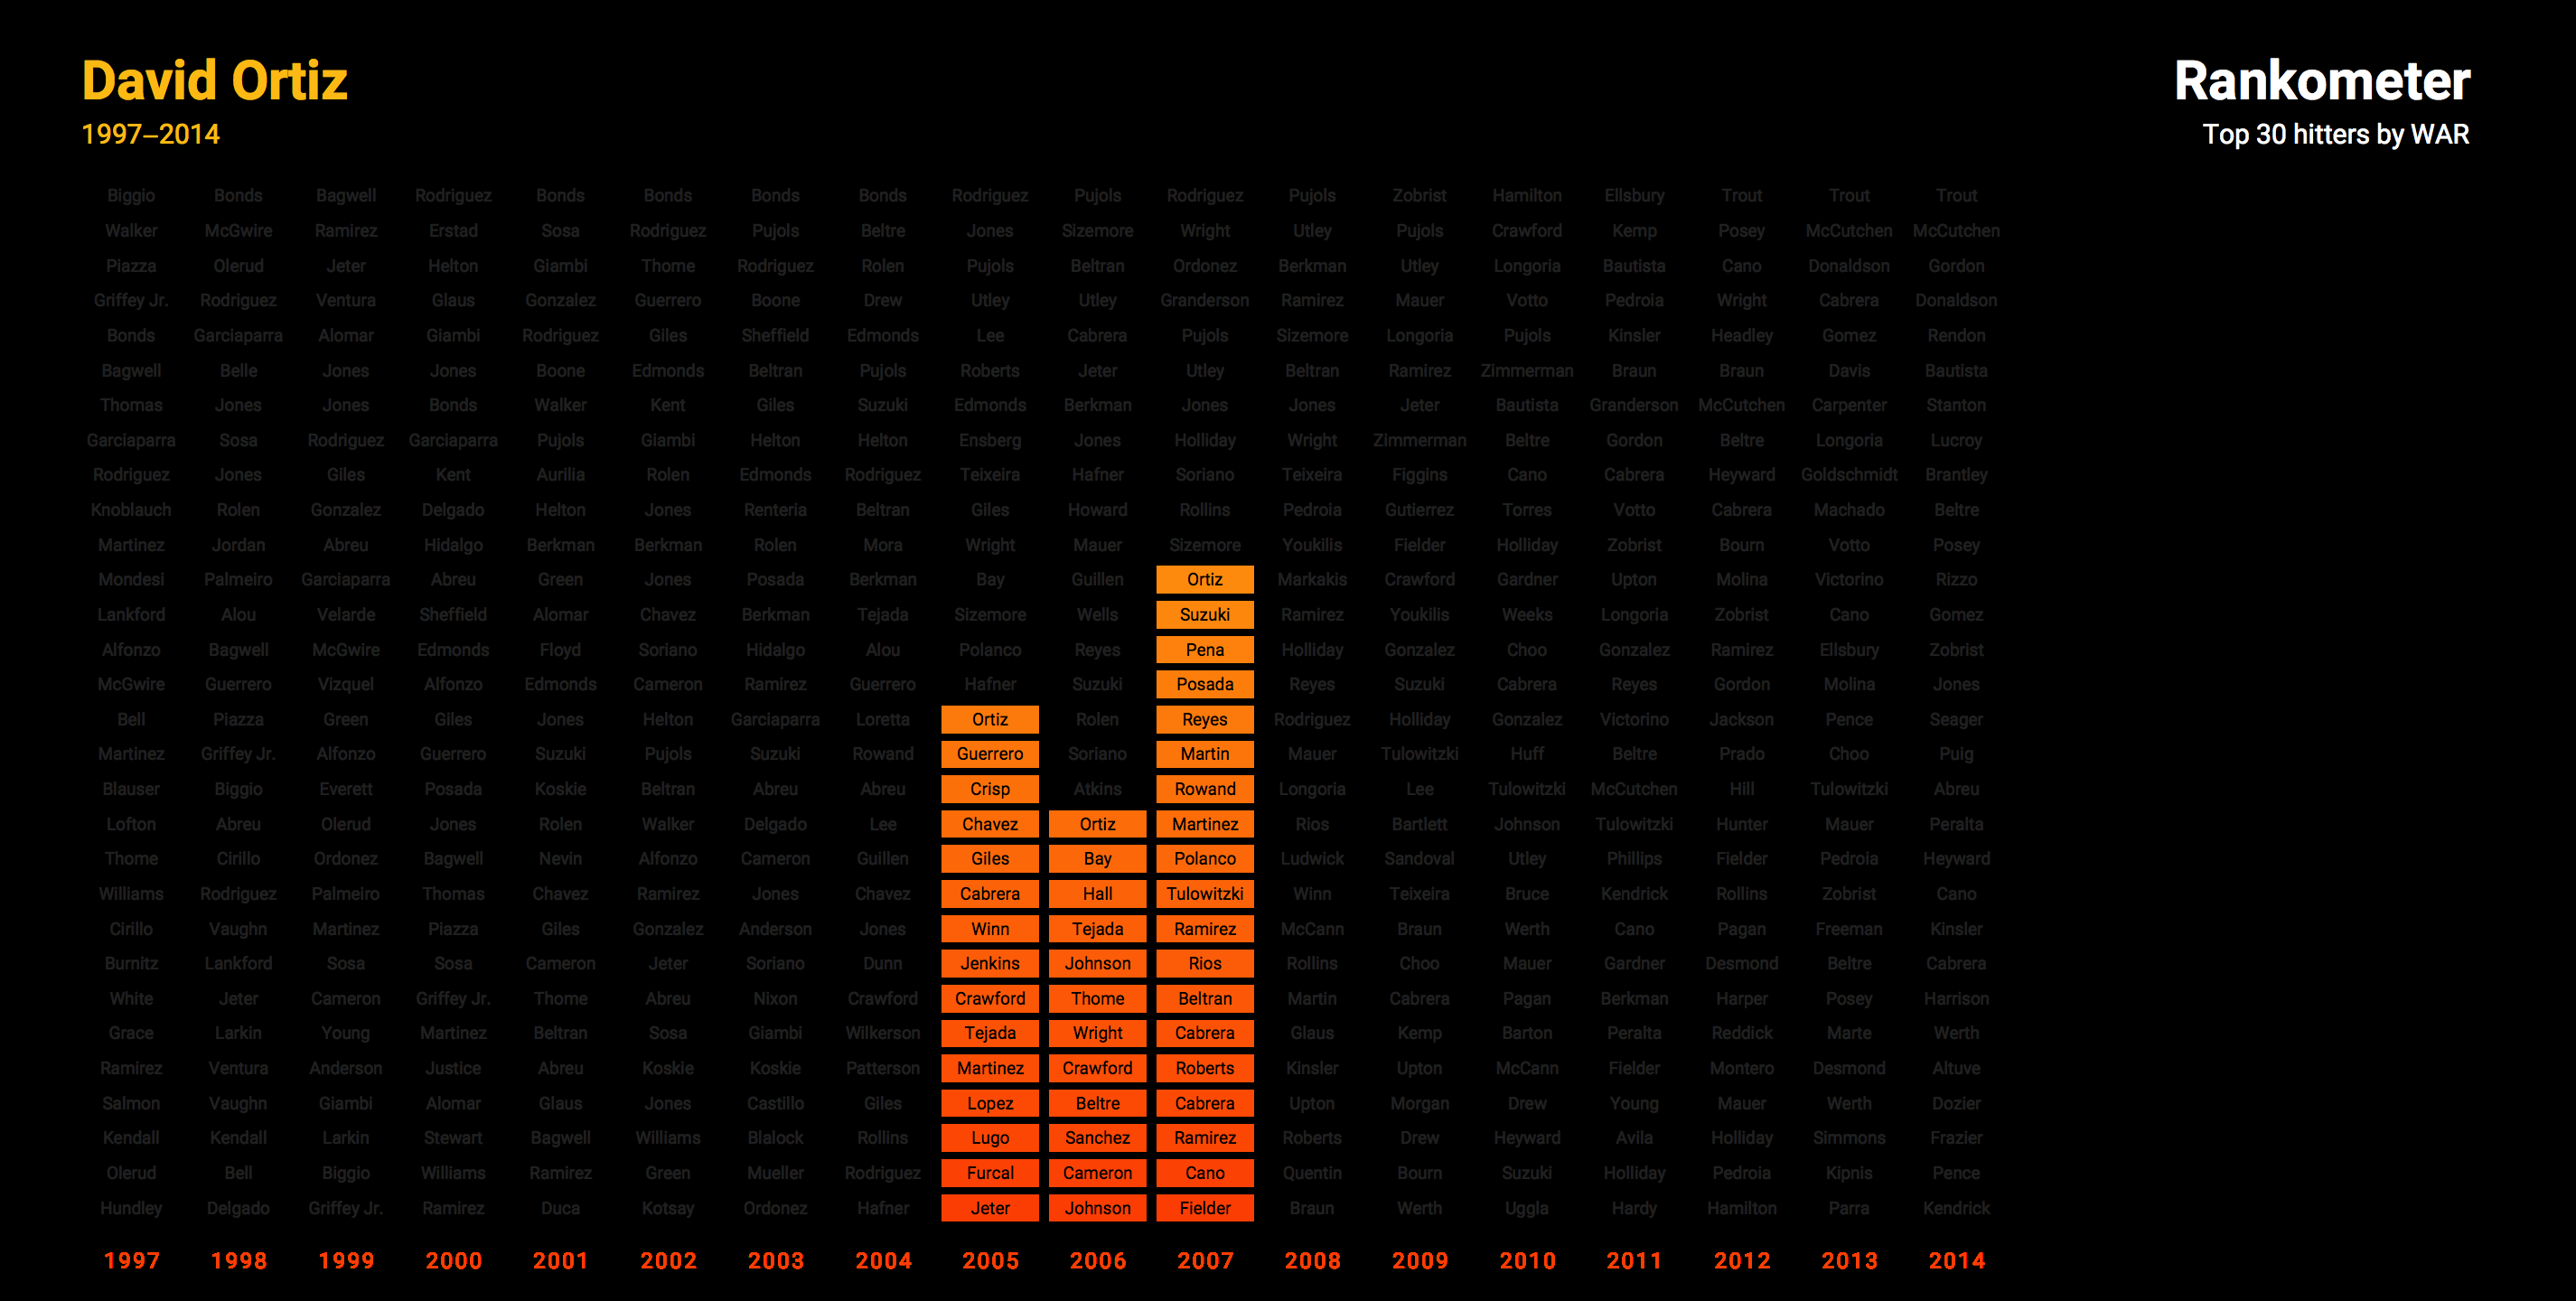 David Ortiz
1997–2014
Rankometer
Top 30 hitters by WAR
Biggio Bonds Bagwell Rodriguez Bonds Bonds Bonds Bonds Rodriguez Pujols Rodriguez Pujols Zobrist Hamilton Ellsbury Trout Trout Trout
Walker McGwire Ramirez Erstad Sosa Rodriguez Pujols Beltre Jones Sizemore Wright Utley Pujols Crawford Kemp Posey McCutchen McCutchen
Piazza Olerud Jeter Helton Giambi Thome Rodriguez Rolen Pujols Beltran Ordonez Berkman Utley Longoria Bautista Cano Donaldson Gordon
Griffey Jr. Rodriguez Ventura Glaus Gonzalez Guerrero Boone Drew Utley Utley Granderson Ramirez Mauer Votto Pedroia Wright Cabrera Donaldson
Bonds Garciaparra Alomar Giambi Rodriguez Giles Sheffield Edmonds Lee Cabrera Pujols Sizemore Longoria Pujols Kinsler Headley Gomez Rendon
Bagwell Belle Jones Jones Boone Edmonds Beltran Pujols Roberts Jeter Utley Beltran Ramirez Zimmerman Braun Braun Davis Bautista
Thomas Jones Jones Bonds Walker Kent Giles Suzuki Edmonds Berkman Jones Jones Jeter Bautista Granderson McCutchen Carpenter Stanton
Garciaparra Sosa Rodriguez Garciaparra Pujols Giambi Helton Helton Ensberg Jones Holliday Wright Zimmerman Beltre Gordon Beltre Longoria Lucroy
Rodriguez Jones Giles Kent Aurilia Rolen Edmonds Rodriguez Teixeira Hafner Soriano Teixeira Figgins Cano Cabrera Heyward Goldschmidt Brantley
Knoblauch Rolen Gonzalez Delgado Helton Jones Renteria Beltran Giles Howard Rollins Pedroia Gutierrez Torres Votto Cabrera Machado Beltre
Martinez Jordan Abreu Hidalgo Berkman Berkman Rolen Mora Wright Mauer Sizemore Youkilis Fielder Holliday Zobrist Bourn Votto Posey
Mondesi Palmeiro Garciaparra Abreu Green Jones Posada Berkman Bay Guillen Ortiz Markakis Crawford Gardner Upton Molina Victorino Rizzo
Lankford Alou Velarde Sheffield Alomar Chavez Berkman Tejada Sizemore Wells Suzuki Ramirez Youkilis Weeks Longoria Zobrist Cano Gomez
Alfonzo Bagwell McGwire Edmonds Floyd Soriano Hidalgo Alou Polanco Reyes Pena Holliday Gonzalez Choo Gonzalez Ramirez Ellsbury Zobrist
McGwire Guerrero Vizquel Alfonzo Edmonds Cameron Ramirez Guerrero Hafner Suzuki Posada Reyes Suzuki Cabrera Reyes Gordon Molina Jones
Bell Piazza Green Giles Jones Helton Garciaparra Loretta Ortiz Rolen Reyes Rodriguez Holliday Gonzalez Victorino Jackson Pence Seager
Martinez Griffey Jr. Alfonzo Guerrero Suzuki Pujols Suzuki Rowand Guerrero Soriano Martin Mauer Tulowitzki Huff Beltre Prado Choo Puig
Blauser Biggio Everett Posada Koskie Beltran Abreu Abreu Crisp Atkins Rowand Longoria Lee Tulowitzki McCutchen Hill Tulowitzki Abreu
Lofton Abreu Olerud Jones Rolen Walker Delgado Lee Chavez Ortiz Martinez Rios Bartlett Johnson Tulowitzki Hunter Mauer Peralta
Thome Cirillo Ordonez Bagwell Nevin Alfonzo Cameron Guillen Giles Bay Polanco Ludwick Sandoval Utley Phillips Fielder Pedroia Heyward
Williams Rodriguez Palmeiro Thomas Chavez Ramirez Jones Chavez Cabrera Hall Tulowitzki Winn Teixeira Bruce Kendrick Rollins Zobrist Cano
Cirillo Vaughn Martinez Piazza Giles Gonzalez Anderson Jones Winn Tejada Ramirez McCann Braun Werth Cano Pagan Freeman Kinsler
Burnitz Lankford Sosa Sosa Cameron Jeter Soriano Dunn Jenkins Johnson Rios Rollins Choo Mauer Gardner Desmond Beltre Cabrera
White Jeter Cameron Griffey Jr. Thome Abreu Nixon Crawford Crawford Thome Beltran Martin Cabrera Pagan Berkman Harper Posey Harrison
Grace Larkin Young Martinez Beltran Sosa Giambi Wilkerson Tejada Wright Cabrera Glaus Kemp Barton Peralta Reddick Marte Werth
Ramirez Ventura Anderson Justice Abreu Koskie Koskie Patterson Martinez Crawford Roberts Kinsler Upton McCann Fielder Montero Desmond Altuve
Salmon Vaughn Giambi Alomar Glaus Jones Castillo Giles Lopez Beltre Cabrera Upton Morgan Drew Young Mauer Werth Dozier
Kendall Kendall Larkin Stewart Bagwell Williams Blalock Rollins Lugo Sanchez Ramirez Roberts Drew Heyward Avila Holliday Simmons Frazier
Olerud Bell Biggio Williams Ramirez Green Mueller Rodriguez Furcal Cameron Cano Quentin Bourn Suzuki Holliday Pedroia Kipnis Pence
Hundley Delgado Griffey Jr. Ramirez Duca Kotsay Ordonez Hafner Jeter Johnson Fielder Braun Werth Uggla Hardy Hamilton Parra Kendrick
1997 1998 1999 2000 2001 2002 2003 2004 2005 2006 2007 2008 2009 2010 2011 2012 2013 2014